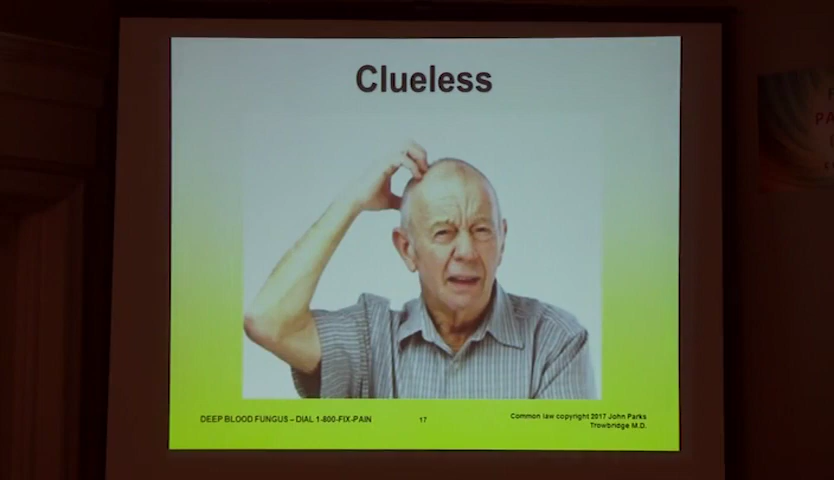 Clueless
DEEP BLOOD FUNGUS – DIAL 1-800-FIX-PAIN
17
Common law copyright 2017 John Parks
Trowbridge M.D.